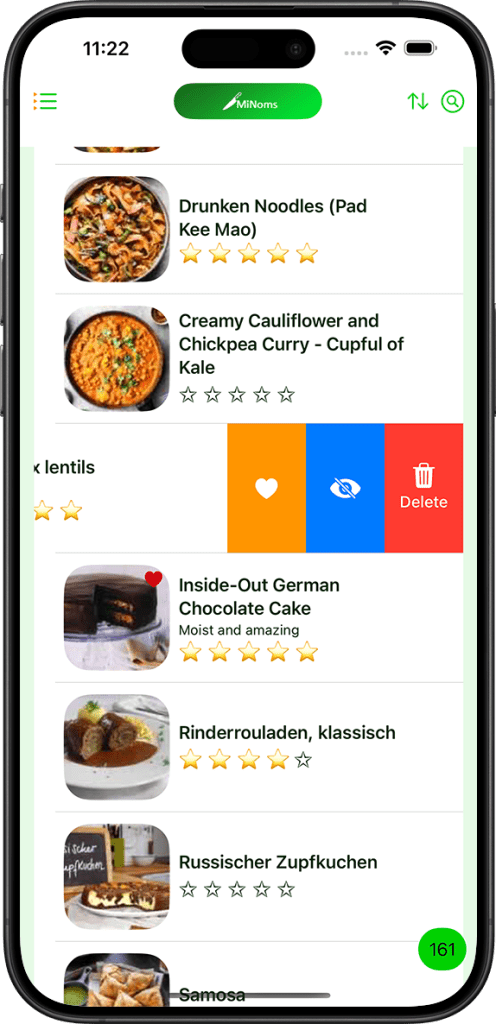 11:22
MiNoms
Drunken Noodles (Pad
Kee Mao)
Creamy Cauliflower and
Chickpea Curry - Cupful of
Kale
x lentils
Delete
Inside-Out German
Chocolate Cake
Moist and amazing
Rinderrouladen, klassisch
Russischer Zupfkuchen
161
Samosa